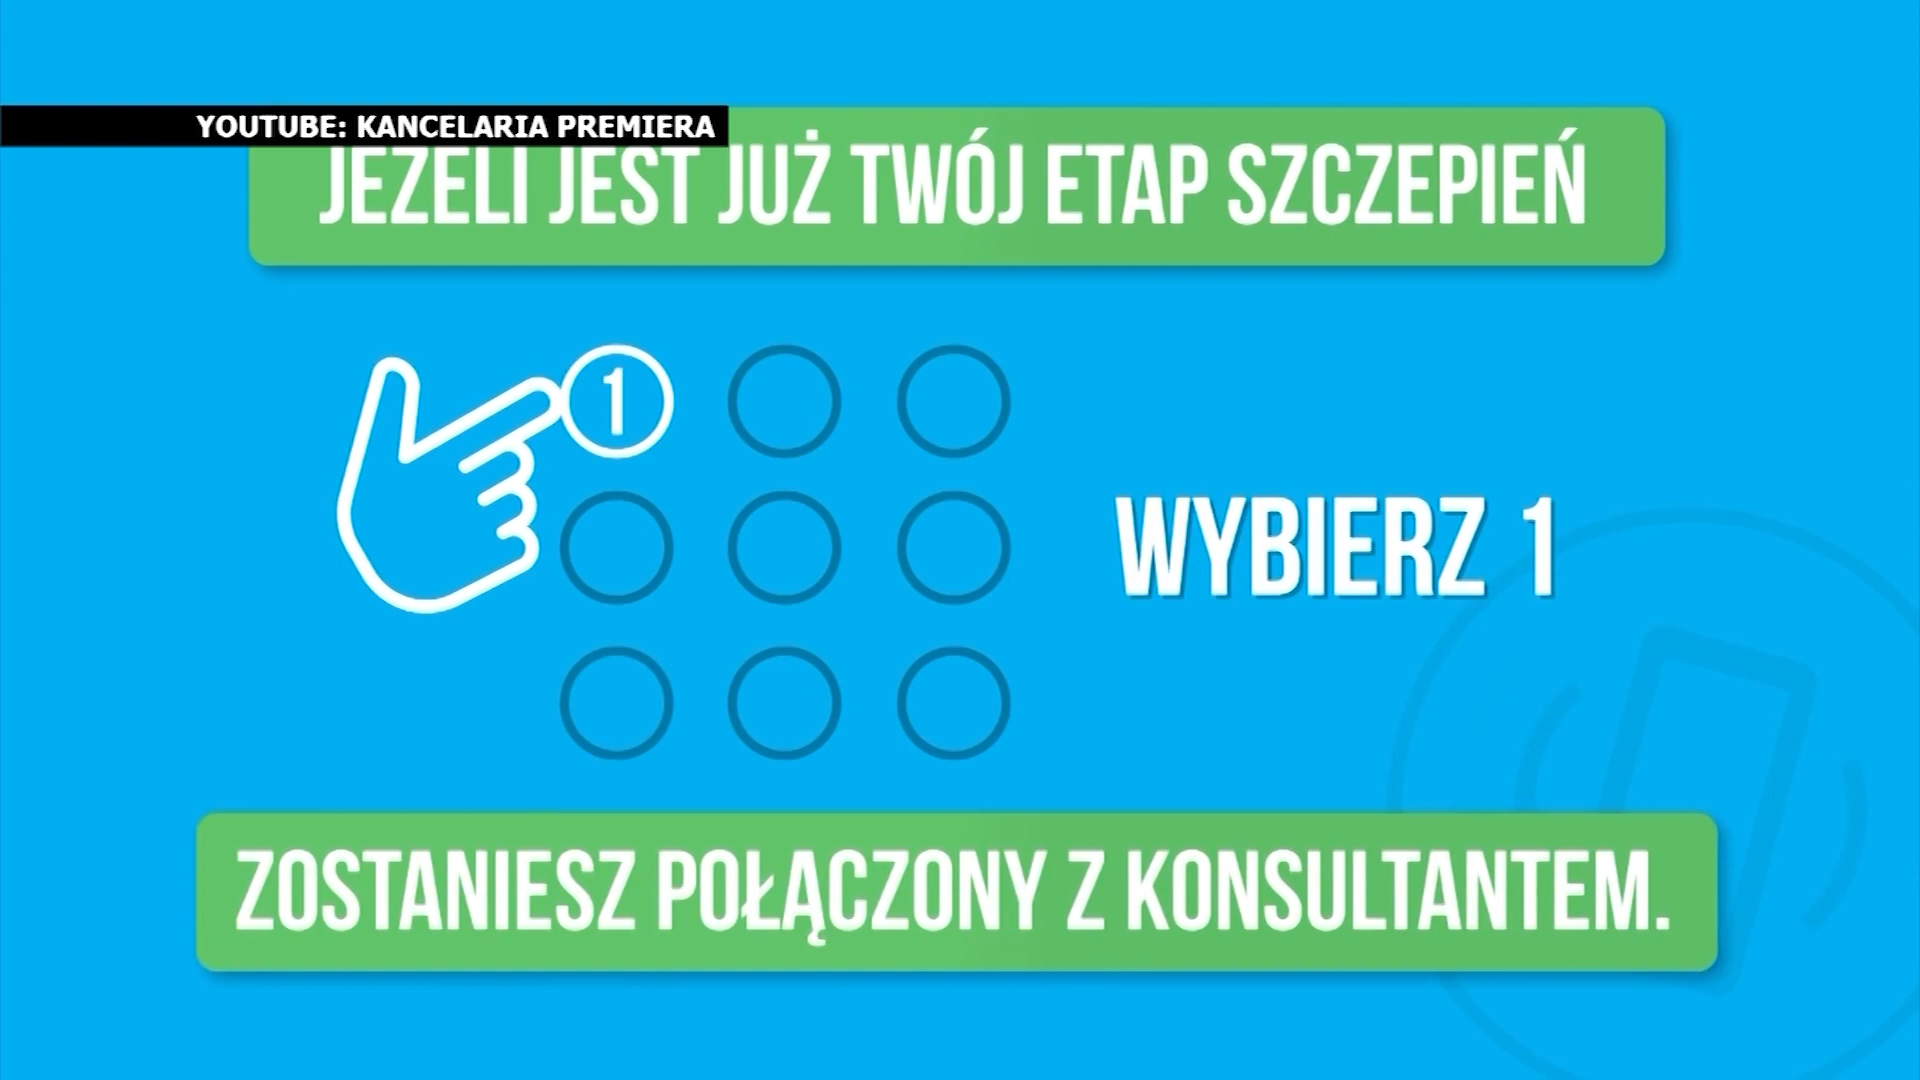 YOUTUBE: KANCELARIA PREMIERA
JEŻELI JEST JUŻ TWÓJ ETAP SZCZEPIEŃ
1
WYBIERZ 1
ZOSTANIESZ POŁĄCZONY Z KONSULTANTEM.